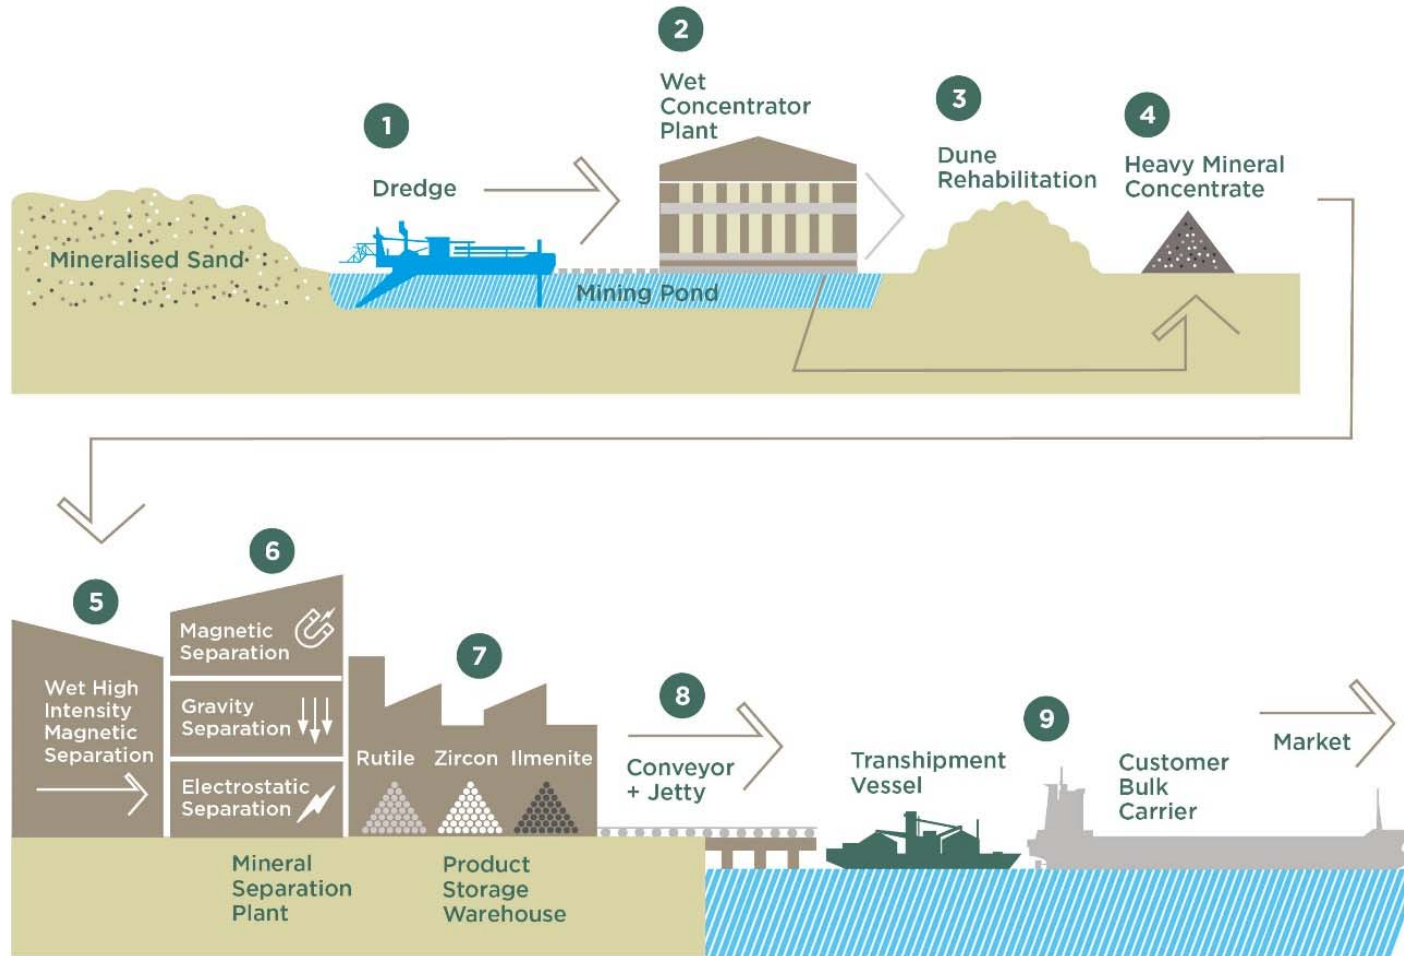 1
Dredge
2
Wet
Concentrator
Plant
3
Dune
Rehabilitation
4
Heavy Mineral
Concentrate
Mineralised Sand
Mining Pond
5
Wet High
Intensity
Magnetic
Separation
6
Magnetic
Separation
Gravity
Separation
Electrostatic
Separation
Mineral
Separation
Plant
7
Rutile
Zircon
Ilmenite
Product
Storage
Warehouse
8
Conveyor
+ Jetty
9
Transhipment
Vessel
Customer
Bulk
Carrier
Market